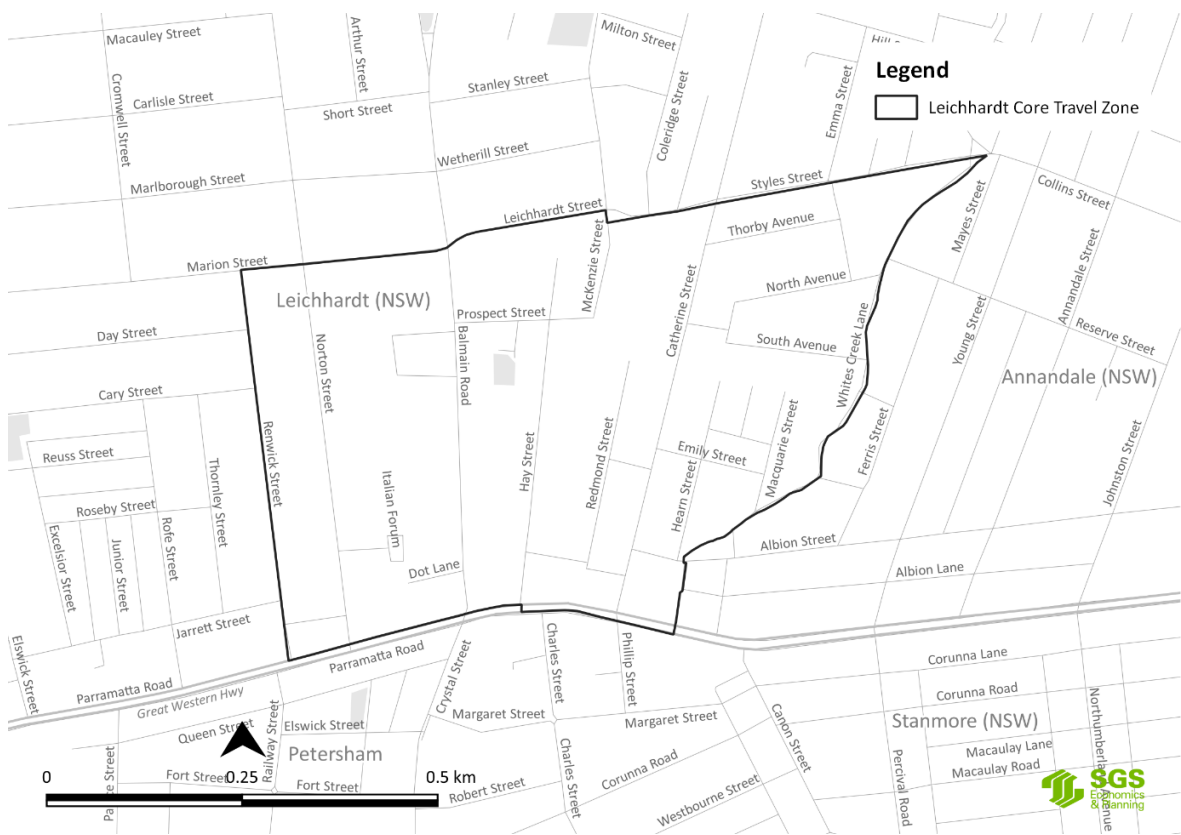 Macauley Street
Arthur Street
Milton Street
Legend
Leichhardt Core Travel Zone
Cromwell Street
Carlisle Street
Short Street
Stanley Street
Coleridge Street
Emma Street
Wetherill Street
Marlborough Street
Styles Street
Collins Street
Leichhardt Street
Thorby Avenue
Mayes Street
Annandale Street
Marion Street
McKenzie Street
Leichhardt (NSW)
North Avenue
Catherine Street
Prospect Street
Day Street
Norton Street
Balmain Road
South Avenue
Whites Creek Lane
Young Street
Reserve Street
Annandale (NSW)
Cary Street
Renwick Street
Reuss Street
Thornley Street
Hay Street
Redmond Street
Emily Street
Macquarie Street
Ferris Street
Johnston Street
Italian Forum
Hearn Street
Roseby Street
Excelsior Street
Junior Street
Rofe Street
Dot Lane
Albion Street
Albion Lane
Jarrett Street
Elswick Street
Parramatta Road
Charles Street
Phillip Street
Corunna Lane
Parramatta Road
Great Western Hwy
Crystal Street
Corunna Road
Queen Street
Elswick Street
Margaret Street
Margaret Street
Canon Street
Stanmore (NSW)
Northumberland Avenue
Railway Street
Petersham
Macaulay Lane
Macaulay Road
Charles Street
Corunna Road
Percival Road
Fort Street
Fort Street
Robert Street
Westbourne Street
0
0.25
0.5 km
SGS
Economics
& Planning